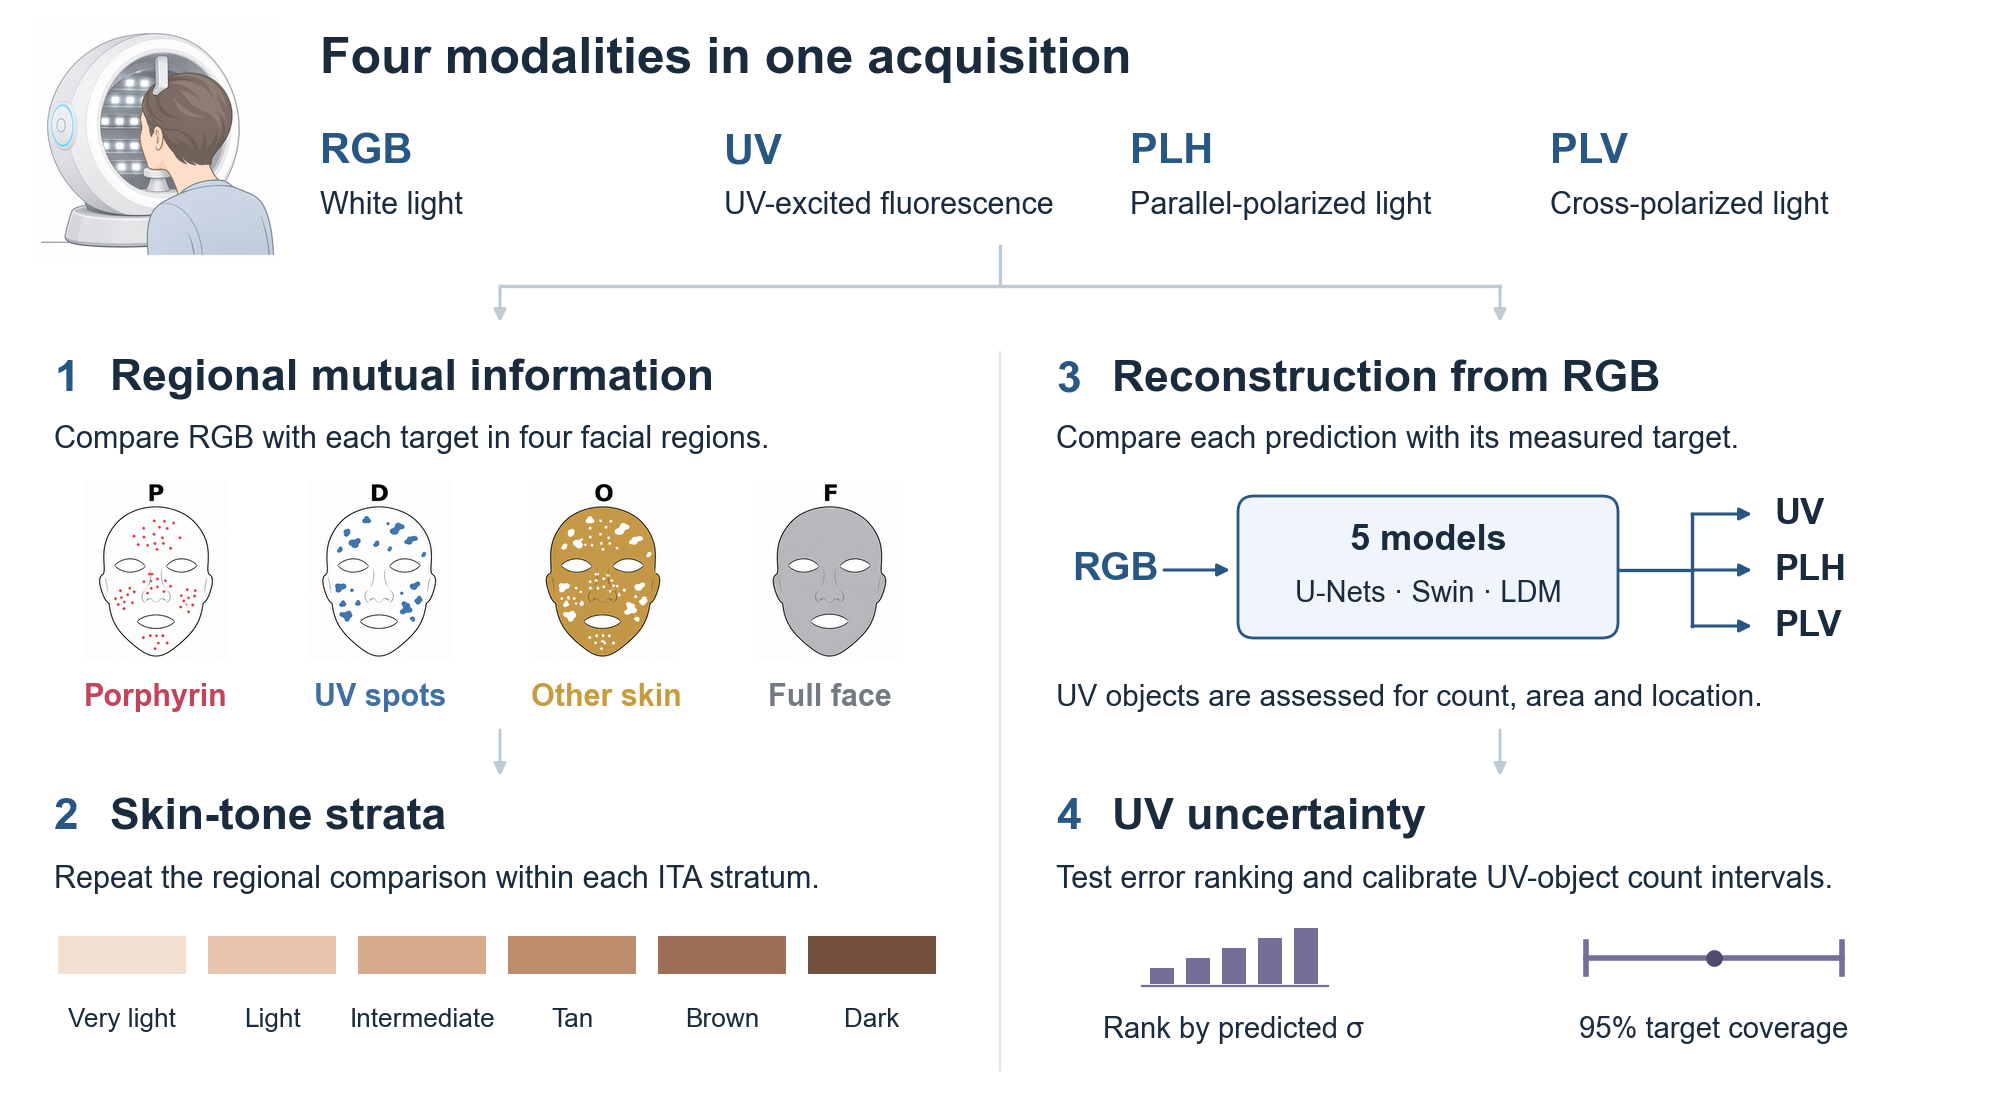 Four modalities in one acquisition
RGB
White light
UV
UV-excited fluorescence
PLH
Parallel-polarized light
PLV
Cross-polarized light
1 Regional mutual information
Compare RGB with each target in four facial regions.
P
D
O
F
Porphyrin
UV spots
Other skin
Full face
2 Skin-tone strata
Repeat the regional comparison within each ITA stratum.
Very light
Light
Intermediate
Tan
Brown
Dark
3 Reconstruction from RGB
Compare each prediction with its measured target.
RGB
5 models
U-Nets · Swin · LDM
UV
PLH
PLV
UV objects are assessed for count, area and location.
4 UV uncertainty
Test error ranking and calibrate UV-object count intervals.
Rank by predicted σ
95% target coverage